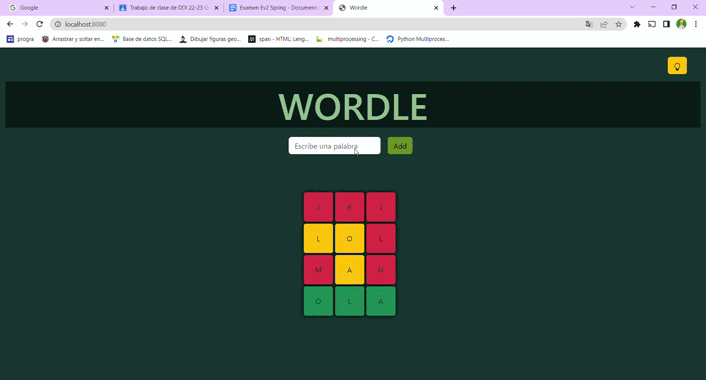 Google
Trabajo de clase de DOI 22-23 G
Examen Ev2 Spring - Documen
Wordle
localhost:8080
progra
Arrastrar y soltar en...
Base de datos SQL...
Dibujar figuras geo...
span - HTML: Leng...
multiprocessing - C...
Python Multiproces...
WORDLE
Escribe una palabra
Add
J E J
L O L
M A N
O L A